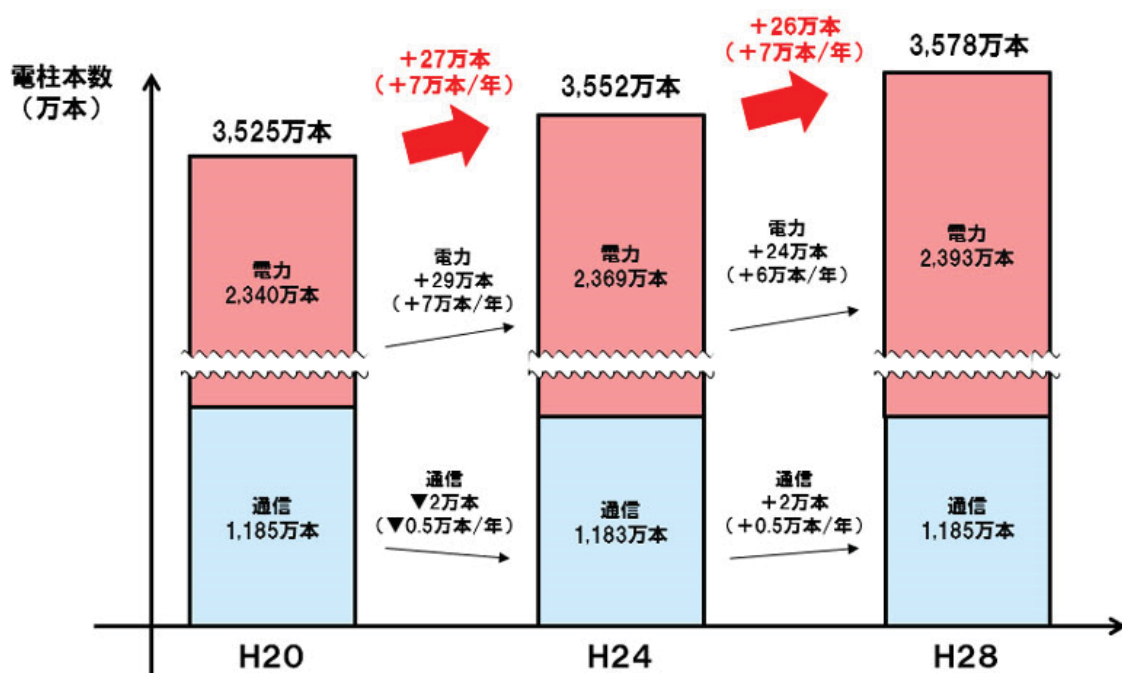 電柱本数
（万本）
3,525万本
＋27万本
（＋7万本/年）
3,552万本
＋26万本
（＋7万本/年）
3,578万本
電力
2,340万本
電力
＋29万本
（＋7万本/年）
電力
2,369万本
電力
＋24万本
（＋6万本/年）
電力
2,393万本
通信
1,185万本
通信
▼2万本
（▼0.5万本/年）
通信
1,183万本
通信
＋2万本
（＋0.5万本/年）
通信
1,185万本
H20
H24
H28